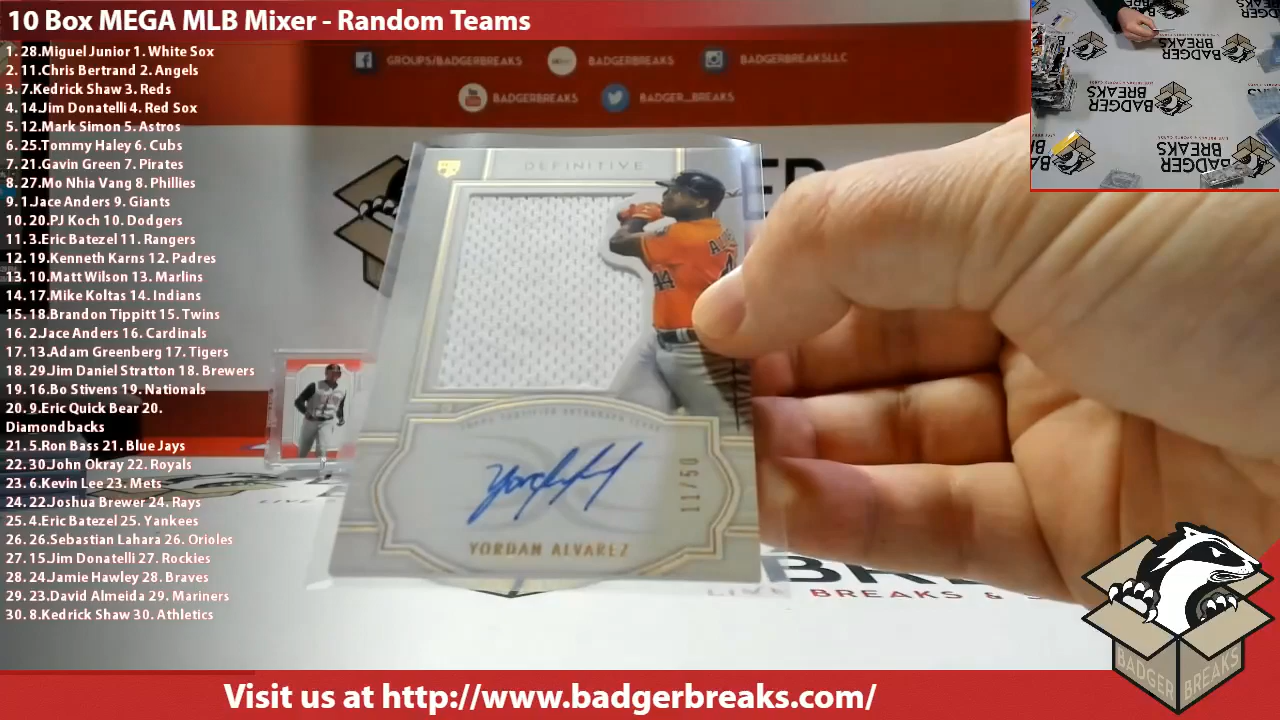 10 Box MEGA MLB Mixer - Random Teams
1. 28.Miguel Junior 1. White Sox
2. 11.Chris Bertrand 2. Angels
3. 7.Kedrick Shaw 3. Reds
4. 14.Jim Donatelli 4. Red Sox
5. 12.Mark Simon 5. Astros
6. 25.Tommy Haley 6. Cubs
7. 21.Gavin Green 7. Pirates
8. 27.Mo Nhia Vang 8. Phillies
9. 1.Jace Anders 9. Giants
10. 20.PJ Koch 10. Dodgers
11. 3.Eric Batezel 11. Rangers
12. 19.Kenneth Karns 12. Padres
13. 10.Matt Wilson 13. Marlins
14. 17.Mike Koltas 14. Indians
15. 18.Brandon Tippitt 15. Twins
16. 2.Jace Anders 16. Cardinals
17. 13.Adam Greenberg 17. Tigers
18. 29.Jim Daniel Stratton 18. Brewers
19. 16.Bo Stivens 19. Nationals
20. 9.Eric Quick Bear 20.
Diamondbacks
21. 5.Ron Bass 21. Blue Jays
22. 30.John Okray 22. Royals
23. 6.Kevin Lee 23. Mets
24. 22.Joshua Brewer 24. Rays
25. 4.Eric Batezel 25. Yankees
26. 26.Sebastian Lahara 26. Orioles
27. 15.Jim Donatelli 27. Rockies
28. 24.Jamie Hawley 28. Braves
29. 23.David Almeida 29. Mariners
30. 8.Kedrick Shaw 30. Athletics
GROUPS/BADGERBREAKS BADGERBREAKS BADGERBREAKSLLC
BADGERBREAKS BADGER_BREAKS
DEFINITIVE
44
TOPPS CERTIFIED AUTOGRAPH ISSUE
11/50
YORDAN ALVAREZ
BADGER BREAKS
BADGER BREAKS
BADGER BREAKS
Visit us at http://www.badgerbreaks.com/